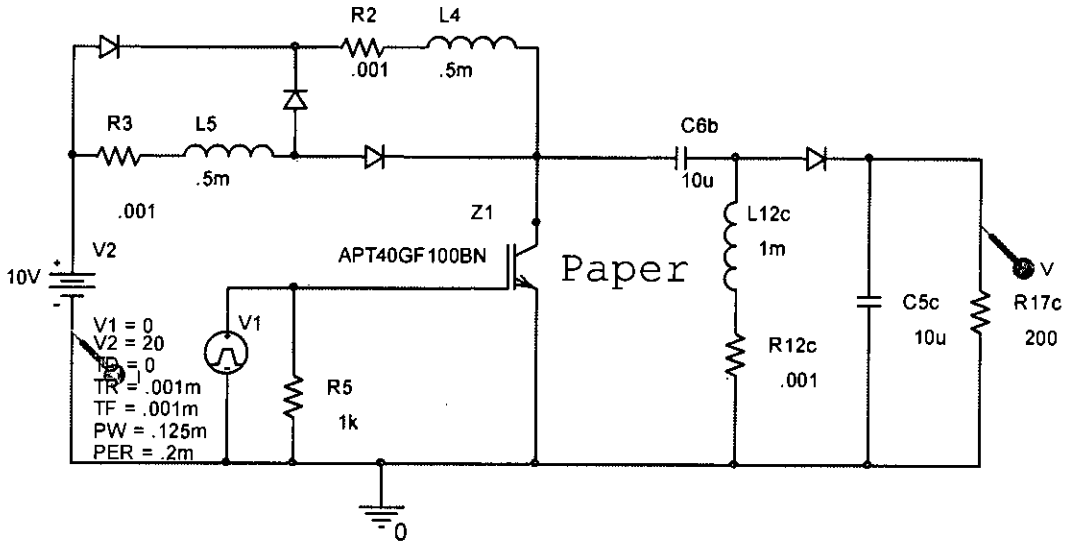 R2
L4
.001
.5m
R3
L5
.001
.5m
C6b
10u
Z1
APT40GF100BN
Paper
L12c
1m
V
V2
10V
+
-
V1
V1 = 0
V2 = 20
TD = 0
TR = .001m
TF = .001m
PW = .125m
PER = .2m
I
R5
1k
R12c
.001
C5c
10u
R17c
200
0